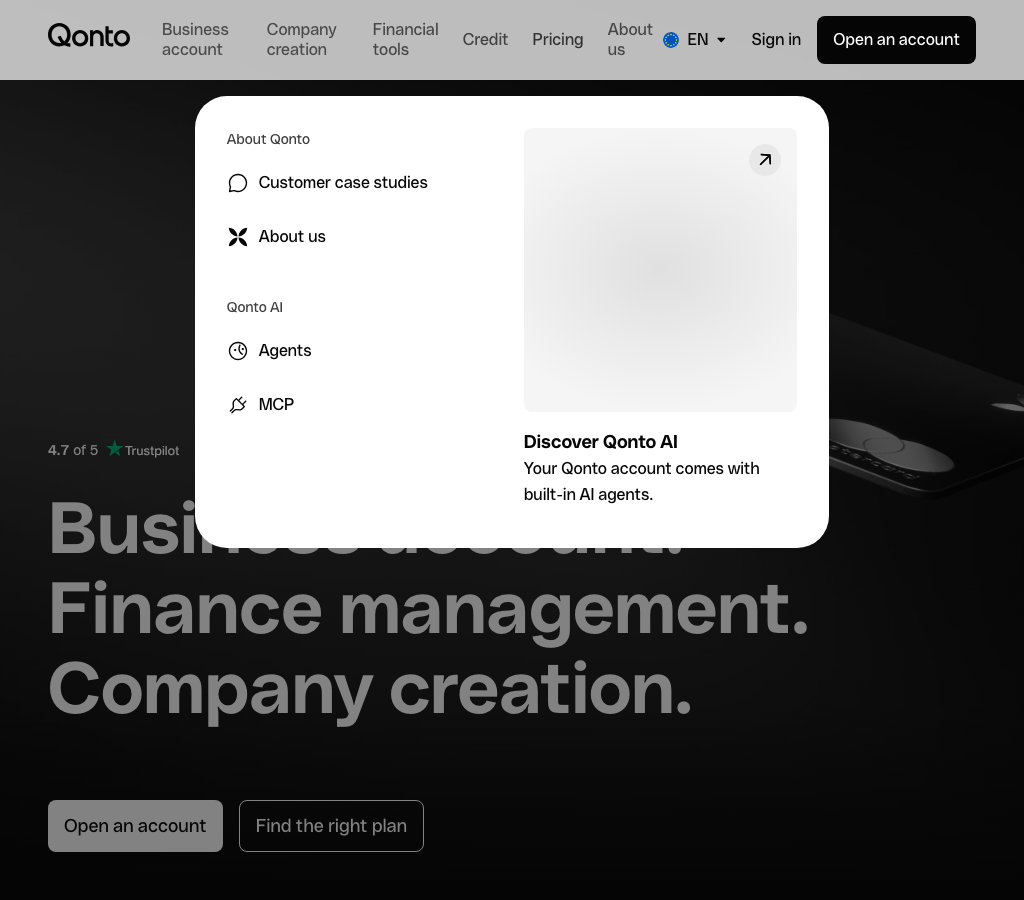 Qonto
Business account
Company creation
Financial tools
Credit
Pricing
About us
EN
Sign in
Open an account
About Qonto
Customer case studies
About us
Qonto AI
Agents
MCP
Discover Qonto AI
Your Qonto account comes with
built-in AI agents.
4.7 of 5 Trustpilot
Finance management.
Company creation.
Open an account
Find the right plan